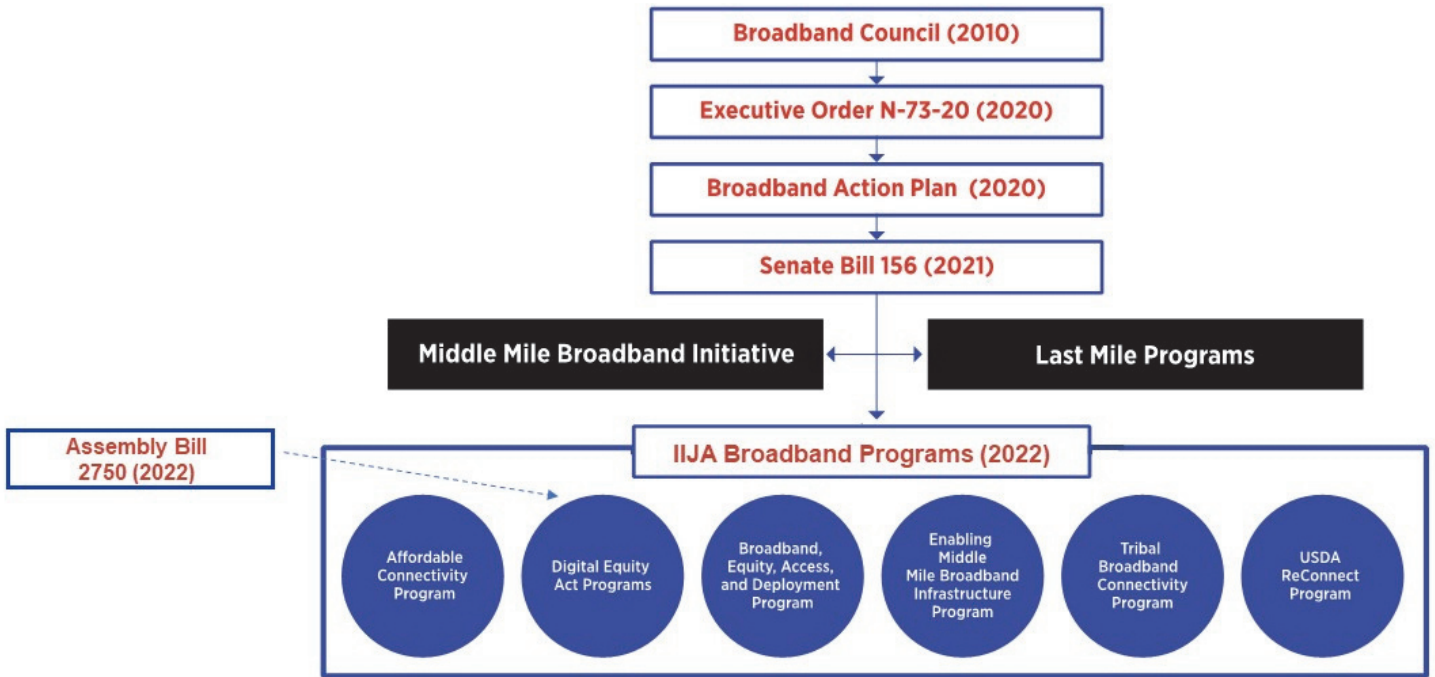 Broadband Council (2010)
Executive Order N-73-20 (2020)
Broadband Action Plan (2020)
Senate Bill 156 (2021)
Middle Mile Broadband Initiative
Last Mile Programs
Assembly Bill
2750 (2022)
IIJA Broadband Programs (2022)
Affordable
Connectivity
Program
Digital Equity
Act Programs
Broadband,
Equity, Access,
and Deployment
Program
Enabling
Middle
Mile Broadband
Infrastructure
Program
Tribal
Broadband
Connectivity
Program
USDA
ReConnect
Program